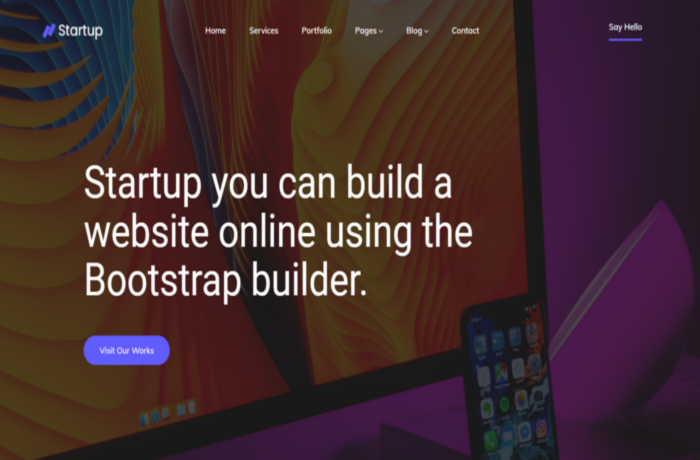 Startup
Home Services Portfolio Pages Blog Contact
Say Hello
Startup you can build a
website online using the
Bootstrap builder.
Visit Our Works